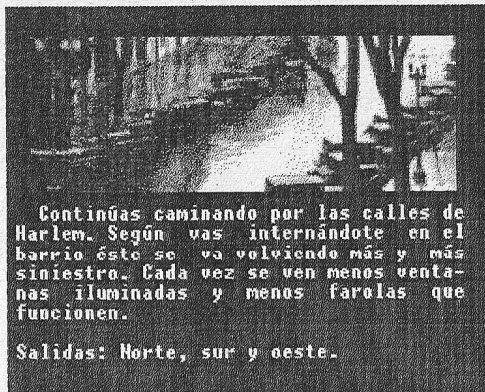 Continúas caminando por las calles de
Harlem. Según vas internándote en el
barrio éste se va volviendo más y más
siniestro. Cada vez se ven menos venta-
nas iluminadas y menos farolas que
funcionen.
Salidas: Norte, sur y oeste.